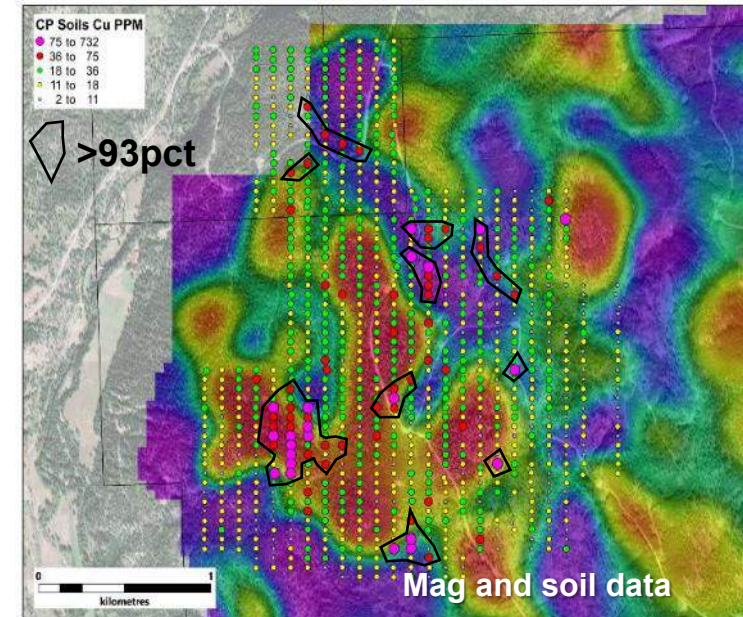 CP Soils Cu PPM
75 to 732
36 to 75
18 to 36
11 to 18
2 to 11
>93pct
0 1
kilometres
Mag and soil data